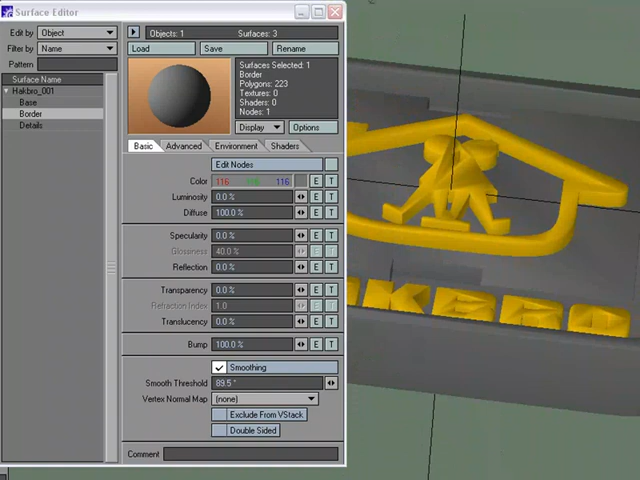 Surface Editor
Edit by Object
Filter by Name
Pattern
Surface Name
Hakbro_001
Base
Border
Details
Objects: 1 Surfaces: 3
Load Save Rename
Surfaces Selected: 1
Border
Polygons: 223
Textures: 0
Shaders: 0
Nodes: 1
Display Options
Basic Advanced Environment Shaders
Edit Nodes
Color 116 116 116 E T
Luminosity 0.0 % E T
Diffuse 100.0 % E T
Specularity 0.0 % E T
Glossiness 40.0 % E T
Reflection 0.0 % E T
Transparency 0.0 % E T
Refraction Index 1.0 E T
Translucency 0.0 % E T
Bump 100.0 % E T
Smoothing
Smooth Threshold 89.5 °
Vertex Normal Map (none)
Exclude From VStack
Double Sided
Comment